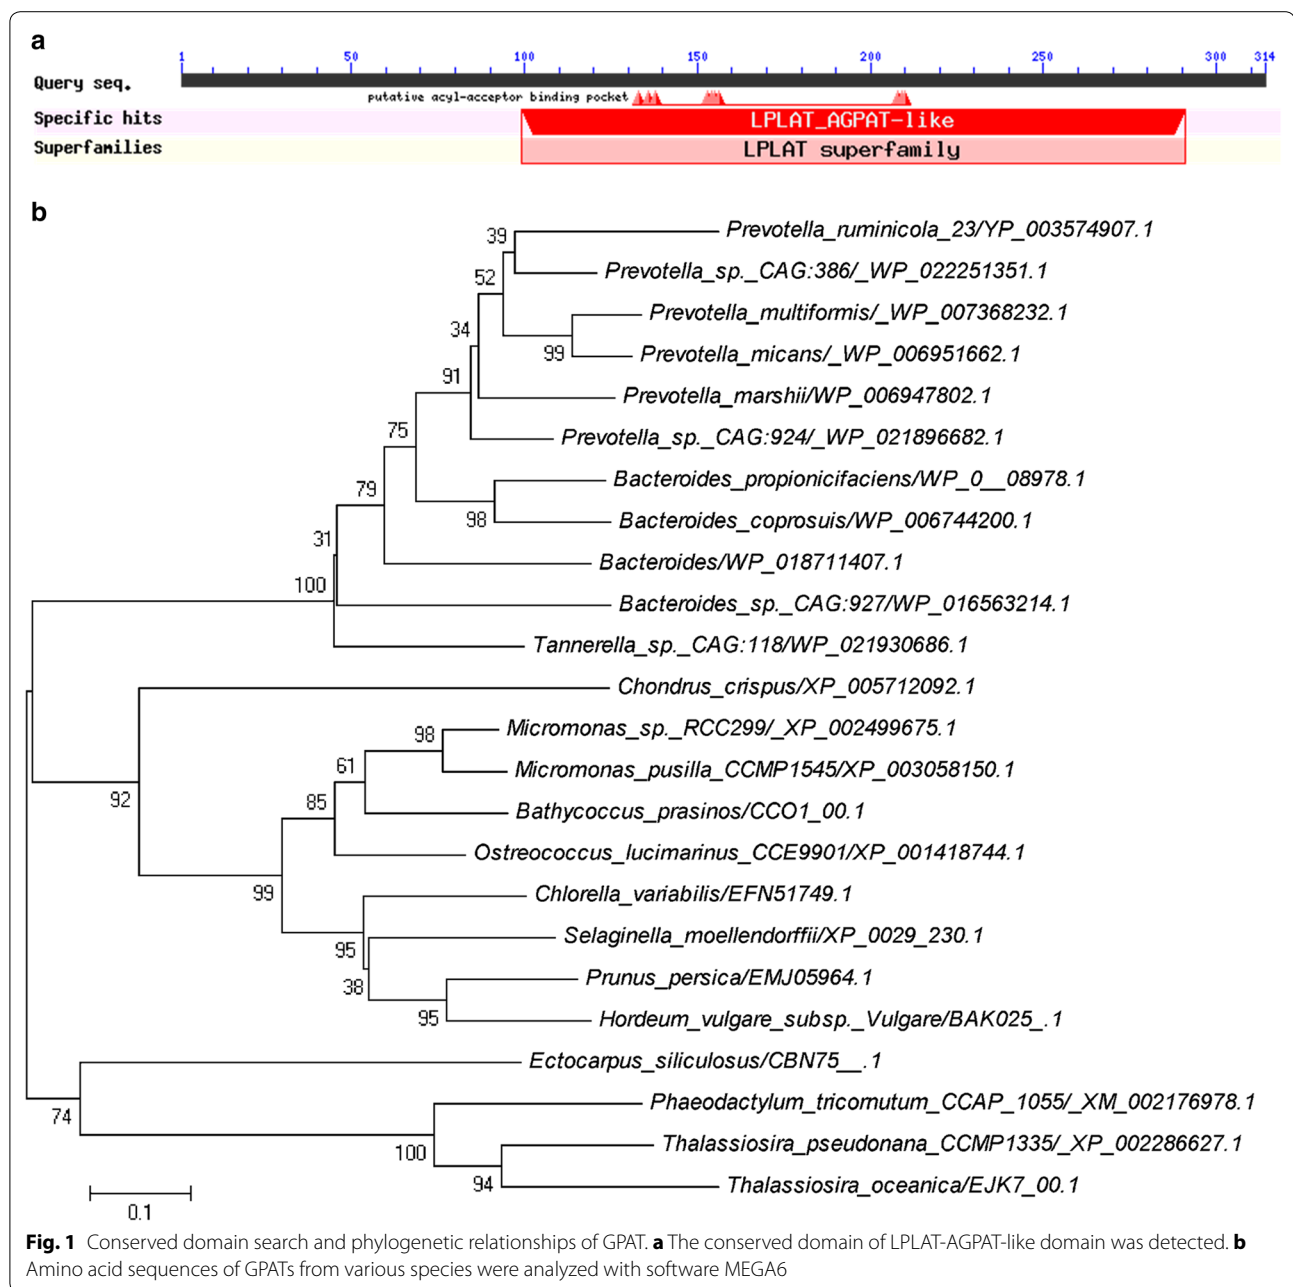 a
1 50 100 150 200 250 300 314
Query seq.
putative acyl-acceptor binding pocket
Specific hits LPLAT_AGPAT-like
Superfamilies LPLAT superfamily
b
39 Prevotella_ruminicola_23/YP_003574907.1
Prevotella_sp._CAG:386/_WP_022251351.1
52
Prevotella_multiformis/_WP_007368232.1
34
99 Prevotella_micans/_WP_006951662.1
91
Prevotella_marshii/WP_006947802.1
75 Prevotella_sp._CAG:924/_WP_021896682.1
Bacteroides_propionicifaciens/WP_0__08978.1
79
98 Bacteroides_coprosuis/WP_006744200.1
31
Bacteroides/WP_018711407.1
100
Bacteroides_sp._CAG:927/WP_016563214.1
Tannerella_sp._CAG:118/WP_021930686.1
Chondrus_crispus/XP_005712092.1
98 Micromonas_sp._RCC299/_XP_002499675.1
61 Micromonas_pusilla_CCMP1545/XP_003058150.1
92
85 Bathycoccus_prasinos/CCO1_00.1
Ostreococcus_lucimarinus_CCE9901/XP_001418744.1
99 Chlorella_variabilis/EFN51749.1
Selaginella_moellendorffii/XP_0029_230.1
95
Prunus_persica/EMJ05964.1
38
95 Hordeum_vulgare_subsp._Vulgare/BAK025_.1
Ectocarpus_siliculosus/CBN75__.1
74 Phaeodactylum_tricornutum_CCAP_1055/_XM_002176978.1
100 Thalassiosira_pseudonana_CCMP1335/_XP_002286627.1
94 Thalassiosira_oceanica/EJK7_00.1
0.1
Fig. 1 Conserved domain search and phylogenetic relationships of GPAT. a The conserved domain of LPLAT-AGPAT-like domain was detected. b
Amino acid sequences of GPATs from various species were analyzed with software MEGA6